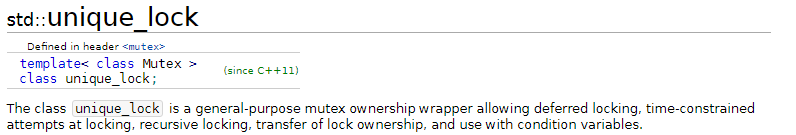 std::unique_lock
Defined in header <mutex>
template< class Mutex >
class unique_lock;
(since C++11)
The class unique_lock is a general-purpose mutex ownership wrapper allowing deferred locking, time-constrained
attempts at locking, recursive locking, transfer of lock ownership, and use with condition variables.